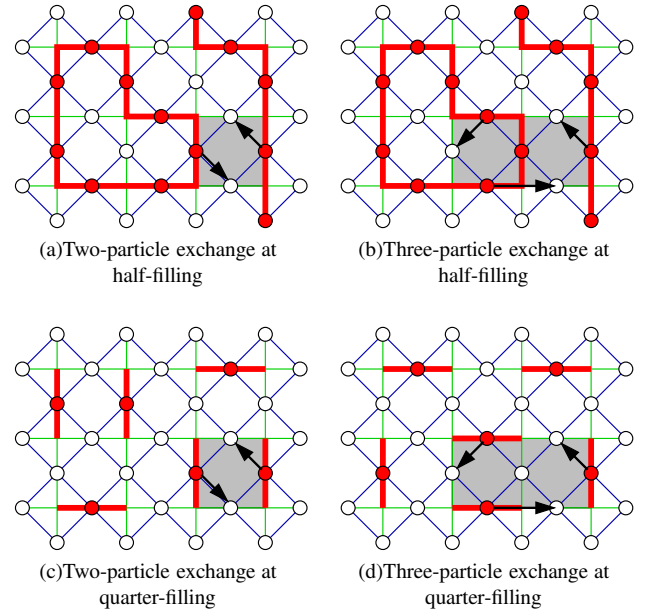 (a)Two-particle exchange at
half-filling
(b)Three-particle exchange at
half-filling
(c)Two-particle exchange at
quarter-filling
(d)Three-particle exchange at
quarter-filling